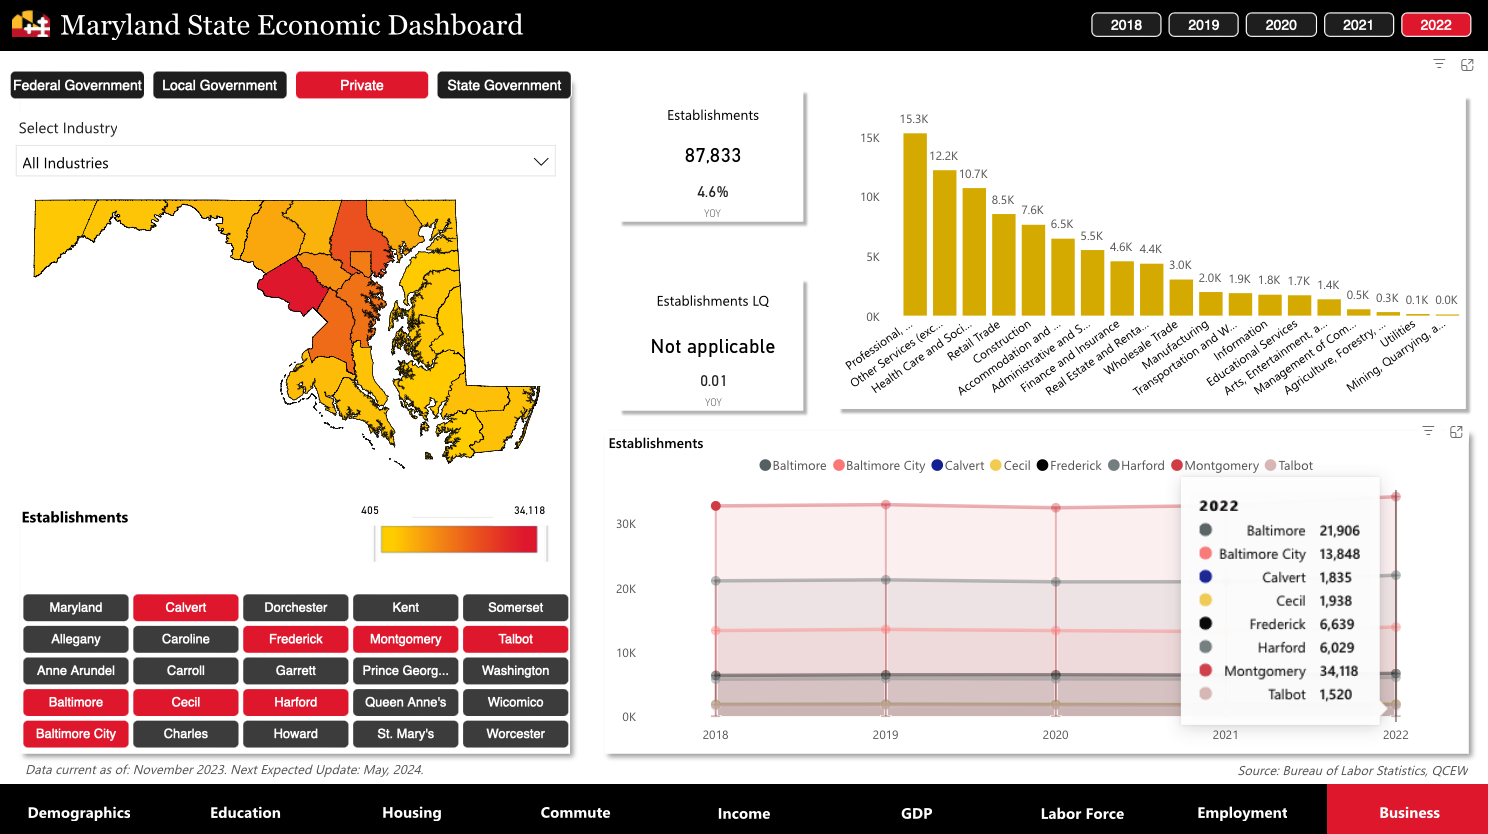 Maryland State Economic Dashboard
2018
2019
2020
2021
2022
Federal Government
Local Government
Private
State Government
Select Industry
All Industries
Establishments
405
34,118
Maryland
Calvert
Dorchester
Kent
Somerset
Allegany
Caroline
Frederick
Montgomery
Talbot
Anne Arundel
Carroll
Garrett
Prince Georg...
Washington
Baltimore
Cecil
Harford
Queen Anne's
Wicomico
Baltimore City
Charles
Howard
St. Mary's
Worcester
Data current as of: November 2023. Next Expected Update: May, 2024.
Establishments
87,833
4.6%
YOY
Establishments LQ
Not applicable
0.01
YOY
15K
10K
5K
0K
15.3K
12.2K
10.7K
8.5K
7.6K
6.5K
5.5K
4.6K
4.4K
3.0K
2.0K
1.9K
1.8K
1.7K
1.4K
0.5K
0.3K
0.1K
0.0K
Professional, ...
Other Services (exc...
Health Care and Soci...
Retail Trade
Construction
Accommodation and ...
Administrative and S...
Finance and Insurance
Real Estate and Renta...
Wholesale Trade
Manufacturing
Transportation and W...
Information
Educational Services
Arts, Entertainment, a...
Management of Com...
Agriculture, Forestry, ...
Utilities
Mining, Quarrying, a...
Establishments
Baltimore Baltimore City Calvert Cecil Frederick Harford Montgomery Talbot
30K
20K
10K
0K
2018
2019
2020
2021
2022
2022
Baltimore 21,906
Baltimore City 13,848
Calvert 1,835
Cecil 1,938
Frederick 6,639
Harford 6,029
Montgomery 34,118
Talbot 1,520
Source: Bureau of Labor Statistics, QCEW
Demographics
Education
Housing
Commute
Income
GDP
Labor Force
Employment
Business